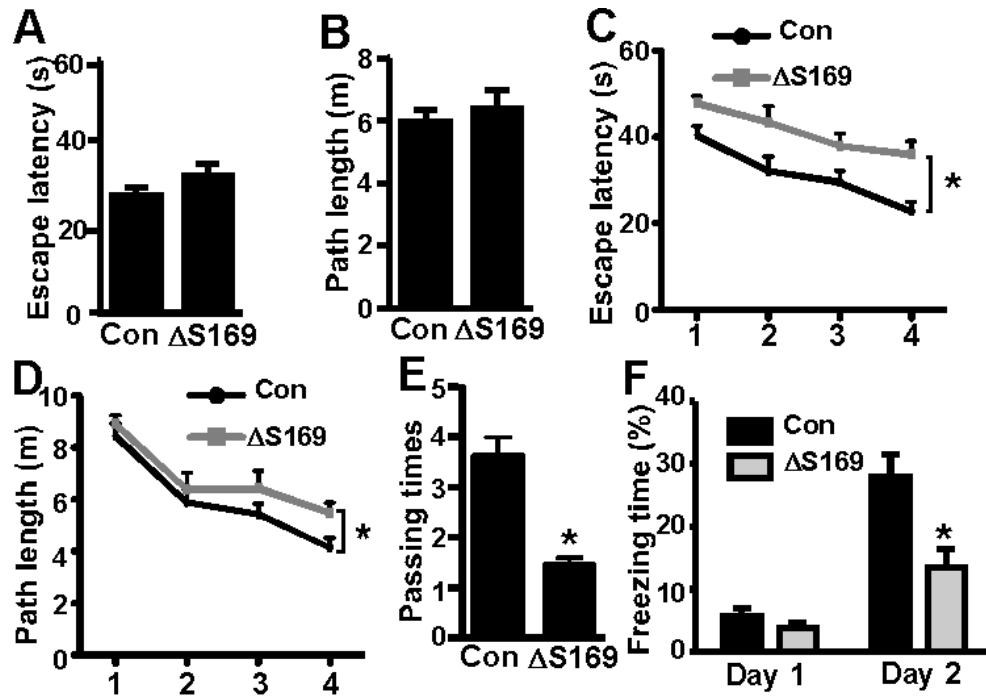 A
Escape latency (s)
60
40
20
0
Con ΔS169
B
Path length (m)
8
6
4
2
0
Con ΔS169
C
Con
ΔS169
Escape latency (s)
60
40
20
0
1 2 3 4
*
D
Con
ΔS169
Path length (m)
10
8
6
4
2
0
1 2 3 4
*
E
Passing times
5
4
3
2
1
0
*
Con ΔS169
F
Con
ΔS169
Freezing time (%)
40
30
20
10
0
*
Day 1 Day 2